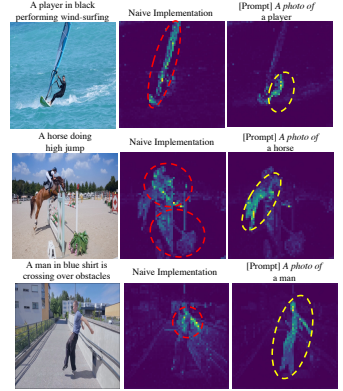 A player in black
performing wind-surfing
Naive Implementation
[Prompt] A photo of
a player
A horse doing
high jump
Naive Implementation
[Prompt] A photo of
a horse
A man in blue shirt is
crossing over obstacles
Naive Implementation
[Prompt] A photo of
a man